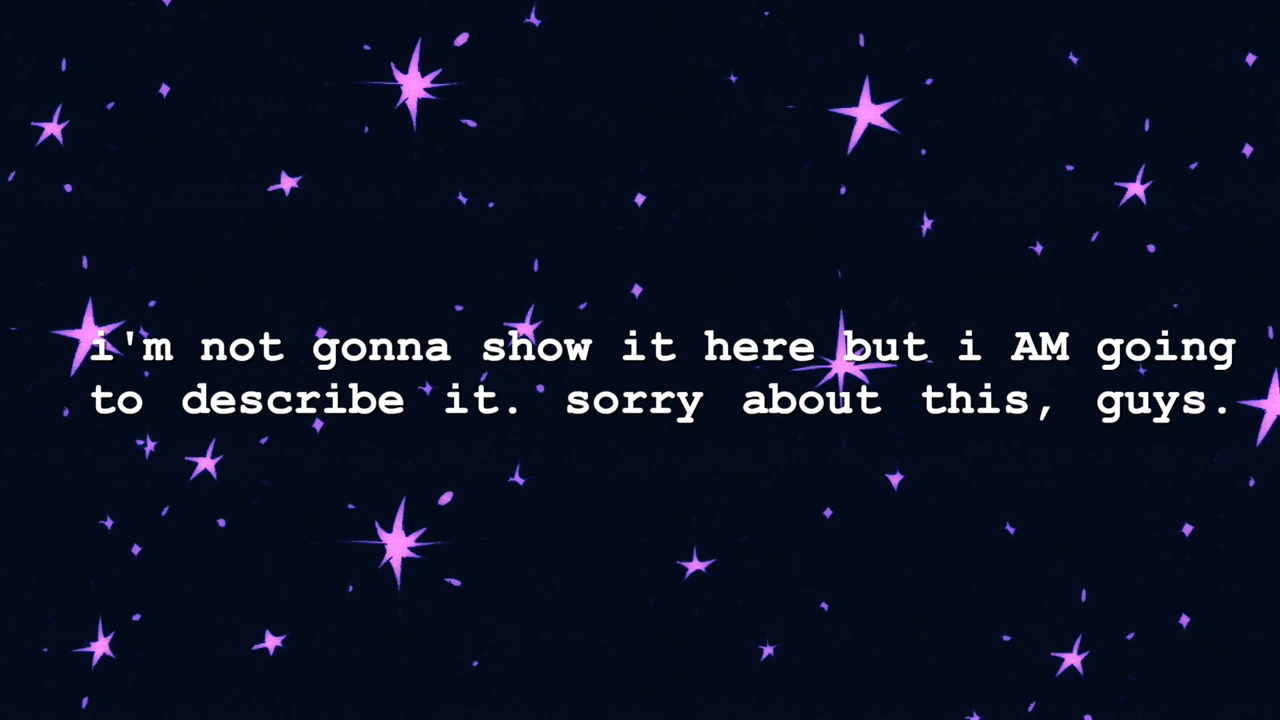 i'm not gonna show it here but i AM going
to describe it. sorry about this, guys.